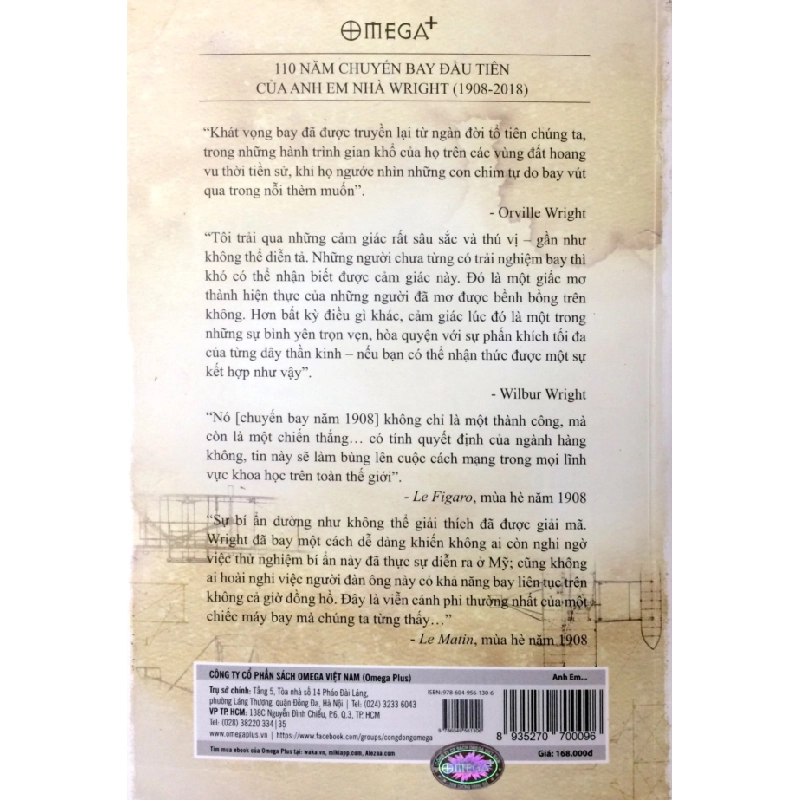 OMEGA+
110 NĂM CHUYẾN BAY ĐẦU TIÊN
CỦA ANH EM NHÀ WRIGHT (1908-2018)
“Khát vọng bay đã được truyền lại từ ngàn đời tổ tiên chúng ta,
trong những hành trình gian khổ của họ trên các vùng đất hoang
vu thời tiền sử, khi họ ngước nhìn những con chim tự do bay vút
qua trong nỗi thèm muốn”.
- Orville Wright
“Tôi trải qua những cảm giác rất sâu sắc và thú vị – gần như
không thể diễn tả. Những người chưa từng có trải nghiệm bay thì
khó có thể nhận biết được cảm giác này. Đó là một giấc mơ
thành hiện thực của những người đã mơ được bềnh bồng trên
không. Hơn bất kỳ điều gì khác, cảm giác lúc đó là một trong
những sự bình yên trọn vẹn, hòa quyện với sự phấn khích tối đa
của từng dây thần kinh – nếu bạn có thể nhận thức được một sự
kết hợp như vậy”.
- Wilbur Wright
“Nó [chuyến bay năm 1908] không chỉ là một thành công, mà
còn là một chiến thắng… có tính quyết định của ngành hàng
không, tin này sẽ làm bùng lên cuộc cách mạng trong mọi lĩnh
vực khoa học trên toàn thế giới”.
- Le Figaro, mùa hè năm 1908
“Sự bí ẩn dường như không thể giải thích đã được giải mã.
Wright đã bay một cách dễ dàng khiến không ai còn nghi ngờ
việc thử nghiệm bí ẩn này đã thực sự diễn ra ở Mỹ; cũng không
ai hoài nghi việc người đàn ông này có khả năng bay liên tục trên
không cả giờ đồng hồ. Đây là viễn cảnh phi thường nhất của một
chiếc máy bay mà chúng ta từng thấy…”
- Le Matin, mùa hè năm 1908
CÔNG TY CỔ PHẦN SÁCH OMEGA VIỆT NAM (Omega Plus)
Trụ sở chính: Tầng 5, Tòa nhà số 14 Pháo Đài Láng,
phường Láng Thượng, quận Đống Đa, Hà Nội | Tel: (024) 3233 6043
VP TP. HCM: 138C Nguyễn Đình Chiểu, P.6, Q.3, TP. HCM
Tel: (028) 38220 334|35
www.omegaplus.vn | https://www.facebook.com/groups/congdongomega
Tìm mua ebook của Omega Plus tại: waka.vn, mikiapp.com, Alezaa.com
Anh Em...
8 935270 700096
Giá: 168.000đ